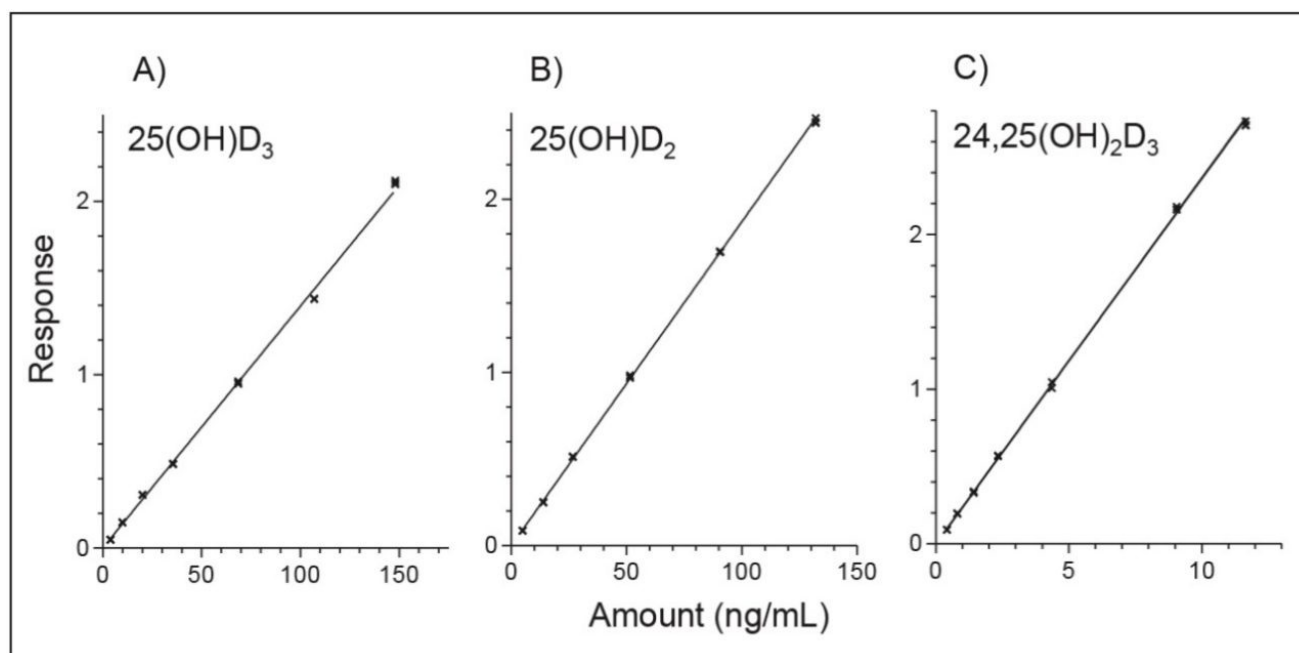 A)
25(OH)D₃
B)
25(OH)D₂
C)
24,25(OH)₂D₃
Response
2
1
0
0 50 100 150
2
1
0
0 50 100 150
2
1
0
0 5 10
Amount (ng/mL)